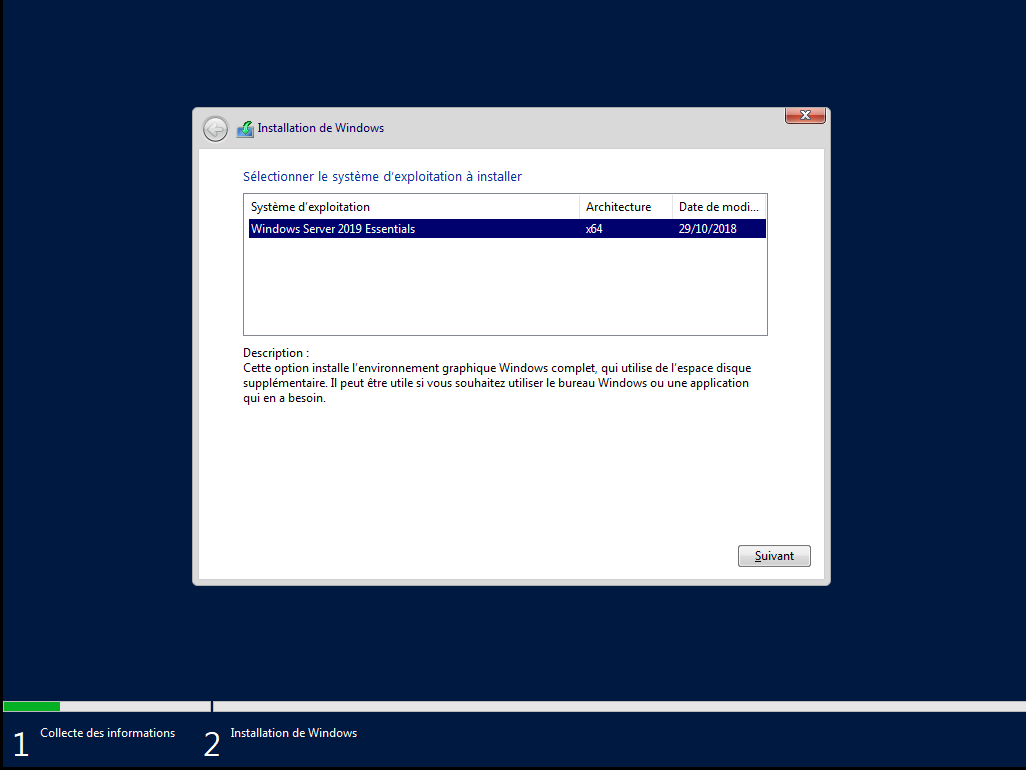 Installation de Windows
Sélectionner le système d'exploitation à installer
Système d'exploitation Architecture Date de modi...
Windows Server 2019 Essentials x64 29/10/2018
Description :
Cette option installe l'environnement graphique Windows complet, qui utilise de l'espace disque
supplémentaire. Il peut être utile si vous souhaitez utiliser le bureau Windows ou une application
qui en a besoin.
Suivant
1 Collecte des informations 2 Installation de Windows